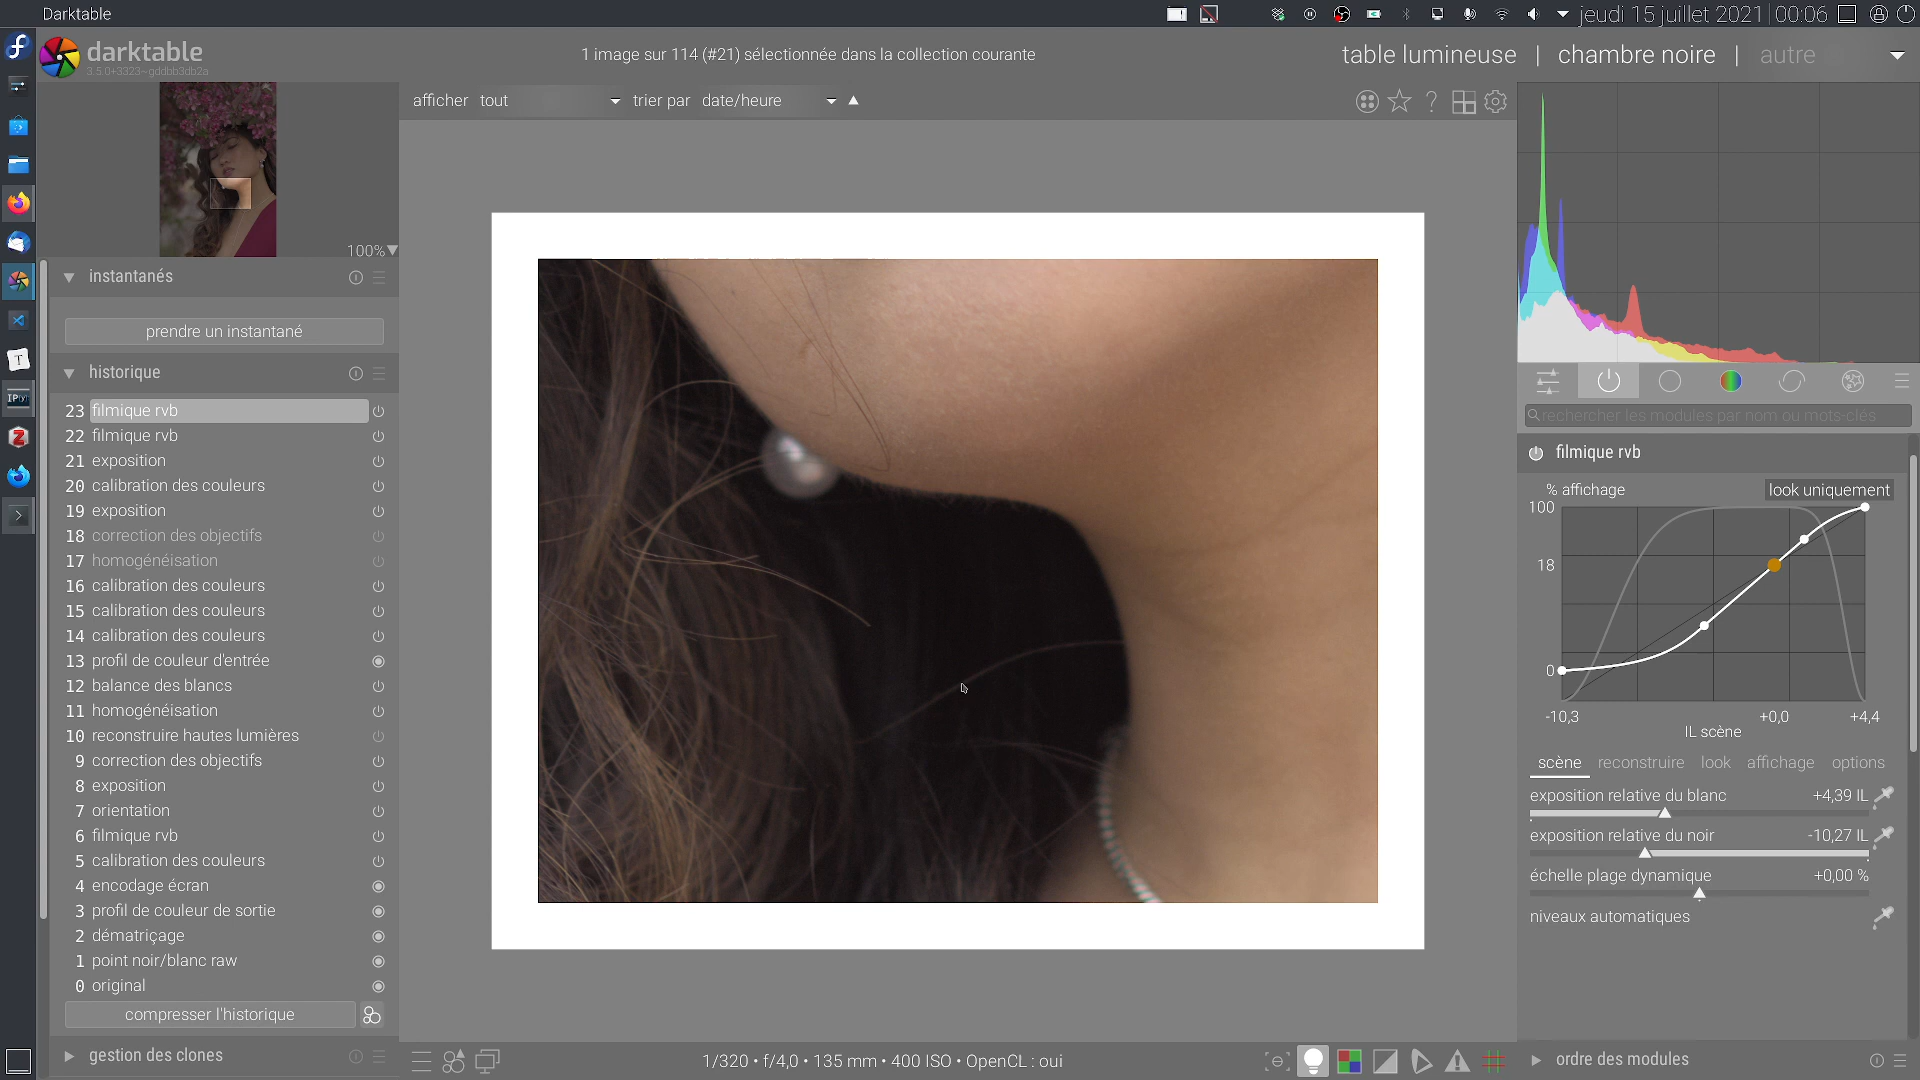 Darktable
jeudi 15 juillet 2021 00:06
darktable
3.5.0+3323~gddbb3db2a
1 image sur 114 (#21) sélectionnée dans la collection courante
table lumineuse | chambre noire | autre
afficher tout trier par date/heure
100%
instantanés
prendre un instantané
historique
23 filmique rvb
22 filmique rvb
21 exposition
20 calibration des couleurs
19 exposition
18 correction des objectifs
17 homogénéisation
16 calibration des couleurs
15 calibration des couleurs
14 calibration des couleurs
13 profil de couleur d'entrée
12 balance des blancs
11 homogénéisation
10 reconstruire hautes lumières
9 correction des objectifs
8 exposition
7 orientation
6 filmique rvb
5 calibration des couleurs
4 encodage écran
3 profil de couleur de sortie
2 dématriçage
1 point noir/blanc raw
0 original
compresser l'historique
gestion des clones
1/320 • f/4,0 • 135 mm • 400 ISO • OpenCL : oui
rechercher les modules par nom ou mots-clés
filmique rvb
% affichage look uniquement
100
18
0
-10,3 +0,0 +4,4
IL scène
scène reconstruire look affichage options
exposition relative du blanc +4,39 IL
exposition relative du noir -10,27 IL
échelle plage dynamique +0,00 %
niveaux automatiques
ordre des modules